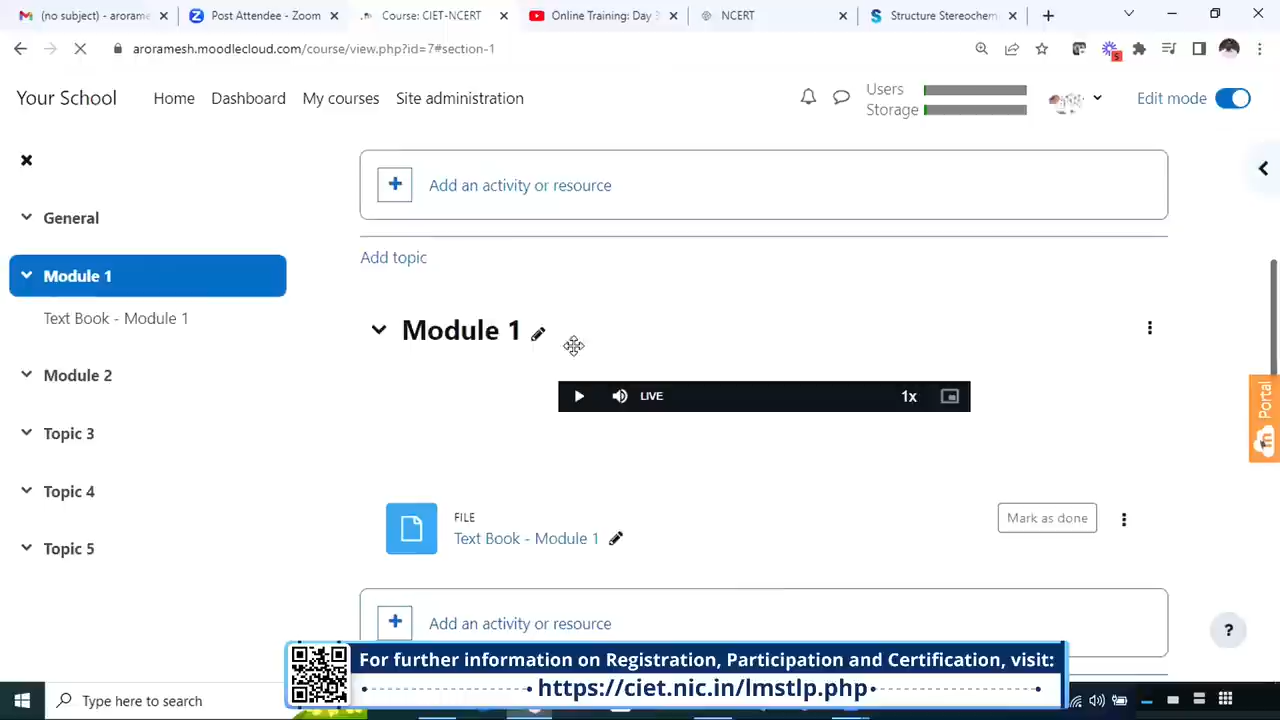 (no subject) - arorame
Post Attendee - Zoom
Course: CIET-NCERT
Online Training: Day 3
NCERT
Structure Stereochem
aroramesh.moodlecloud.com/course/view.php?id=7#section-1
5
Your School
Home
Dashboard
My courses
Site administration
Users
Storage
Edit mode
Add an activity or resource
General
Add topic
Module 1
Text Book - Module 1
Module 1
LIVE
1x
Module 2
Portal
Topic 3
Topic 4
Topic 5
FILE
Text Book - Module 1
Mark as done
Add an activity or resource
?
For further information on Registration, Participation and Certification, visit:
https://ciet.nic.in/lmstlp.php
Type here to search